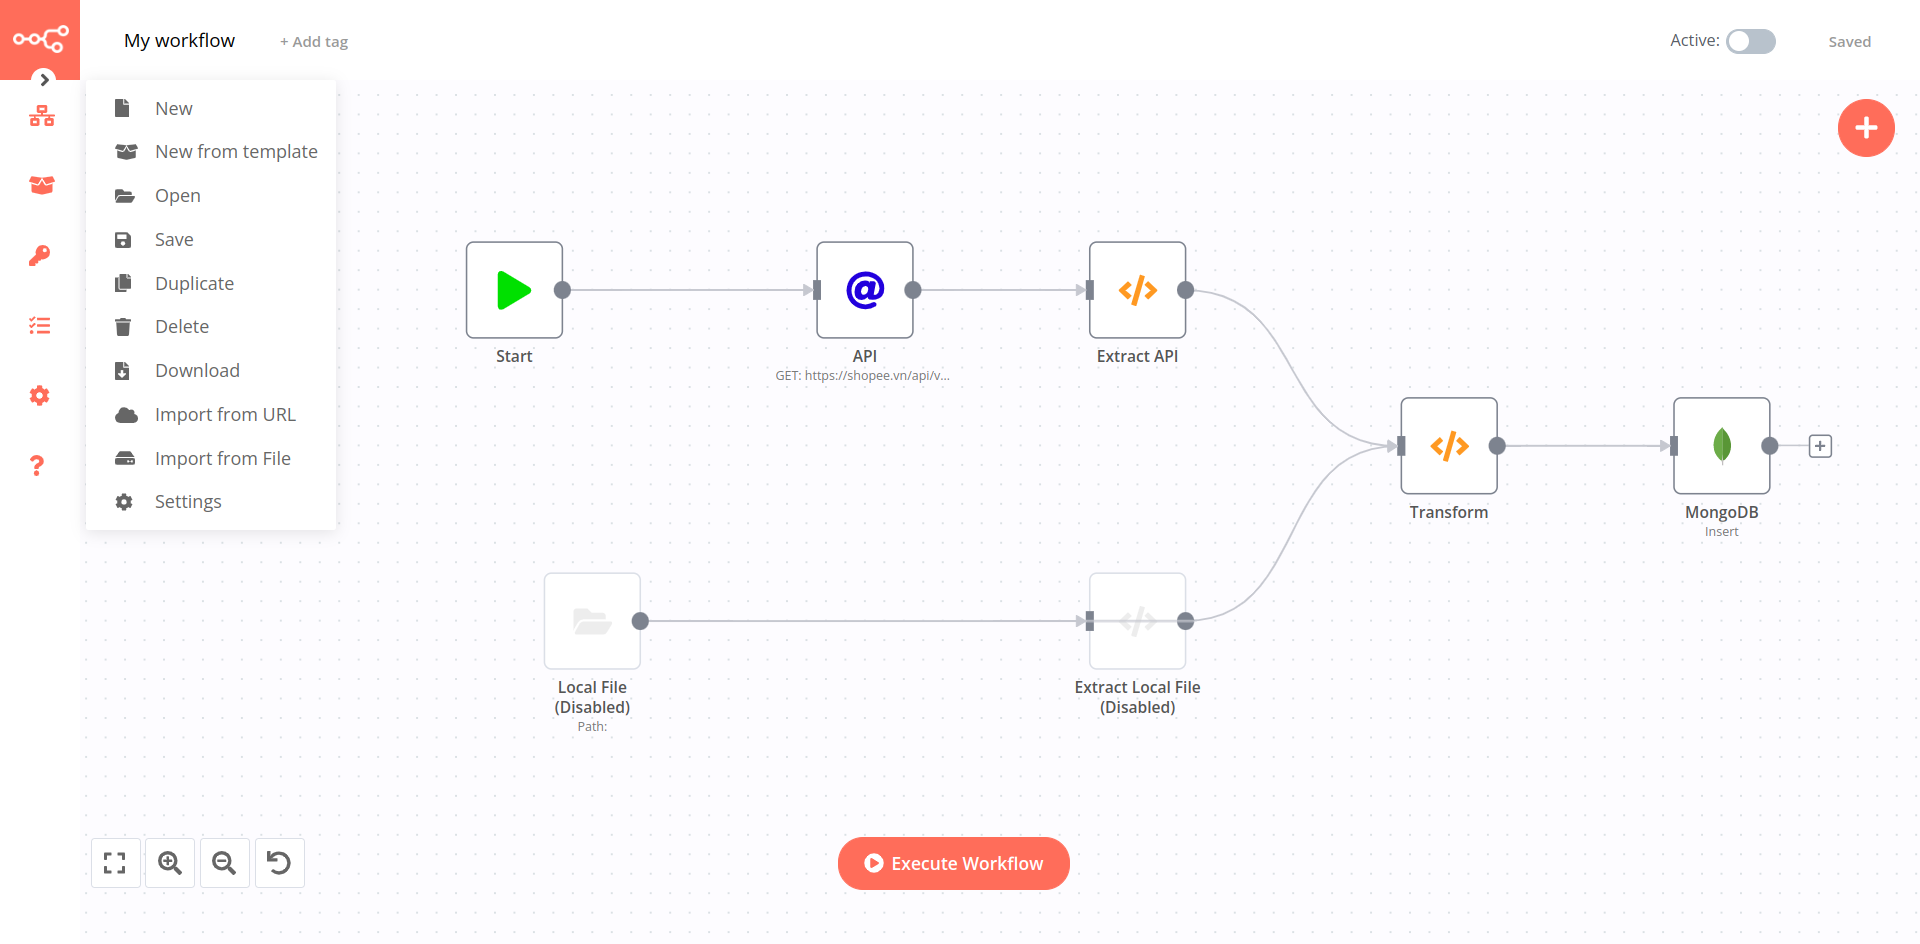 My workflow
+ Add tag
Active:
Saved
New
New from template
Open
Save
Duplicate
Delete
Download
Import from URL
Import from File
Settings
Start
API
GET: https://shopee.vn/api/v...
Extract API
Transform
MongoDB
Insert
Local File
(Disabled)
Path:
Extract Local File
(Disabled)
Execute Workflow